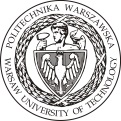 POLITECHNIKA WARSZAWSKA
WARSAW UNIVERSITY OF TECHNOLOGY